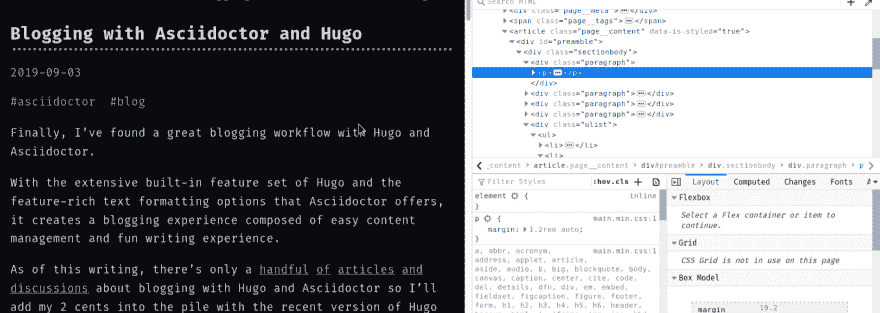 Blogging with Asciidoctor and Hugo
2019-09-03
#asciidoctor #blog
Finally, I've found a great blogging workflow with Hugo and
Asciidoctor.
With the extensive built-in feature set of Hugo and the
feature-rich text formatting options that Asciidoctor offers,
it creates a blogging experience composed of easy content
management and fun writing experience.
As of this writing, there's only a handful of articles and
discussions about blogging with Hugo and Asciidoctor so I'll
add my 2 cents into the pile with the recent version of Hugo
Search HTML
<div class="page__meta">
</div>
<span class="page__tags"> </span>
<article class="page__content" data-is-styled="true">
<div id="preamble">
<div class="sectionbody">
<div class="paragraph">
<p> </p>
</div>
<div class="paragraph"> </div>
<div class="paragraph"> </div>
<div class="paragraph"> </div>
<div class="ulist">
<ul>
<li> </li>
<li>
_content > article.page__content > div#preamble > div.sectionbody > div.paragraph > p
Filter Styles :hov .cls +
element { inline
}
p { main.min.css:1
margin: 1.2rem auto;
}
a, abbr, acronym, main.min.css:1
address, applet, article,
aside, audio, b, big, blockquote, body,
canvas, caption, center, cite, code,
del, details, dfn, div, em, embed,
fieldset, figcaption, figure, footer,
form, h1, h2, h3, h4, h5, h6, header,
Layout Computed Changes Fonts
Flexbox
Select a Flex container or item to
continue.
Grid
CSS Grid is not in use on this page
Box Model
margin 19.2